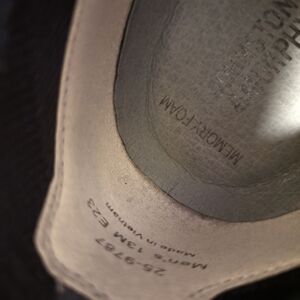 MEMORY FOAM
25-9787
Men's 13M E23
Made in Vietnam